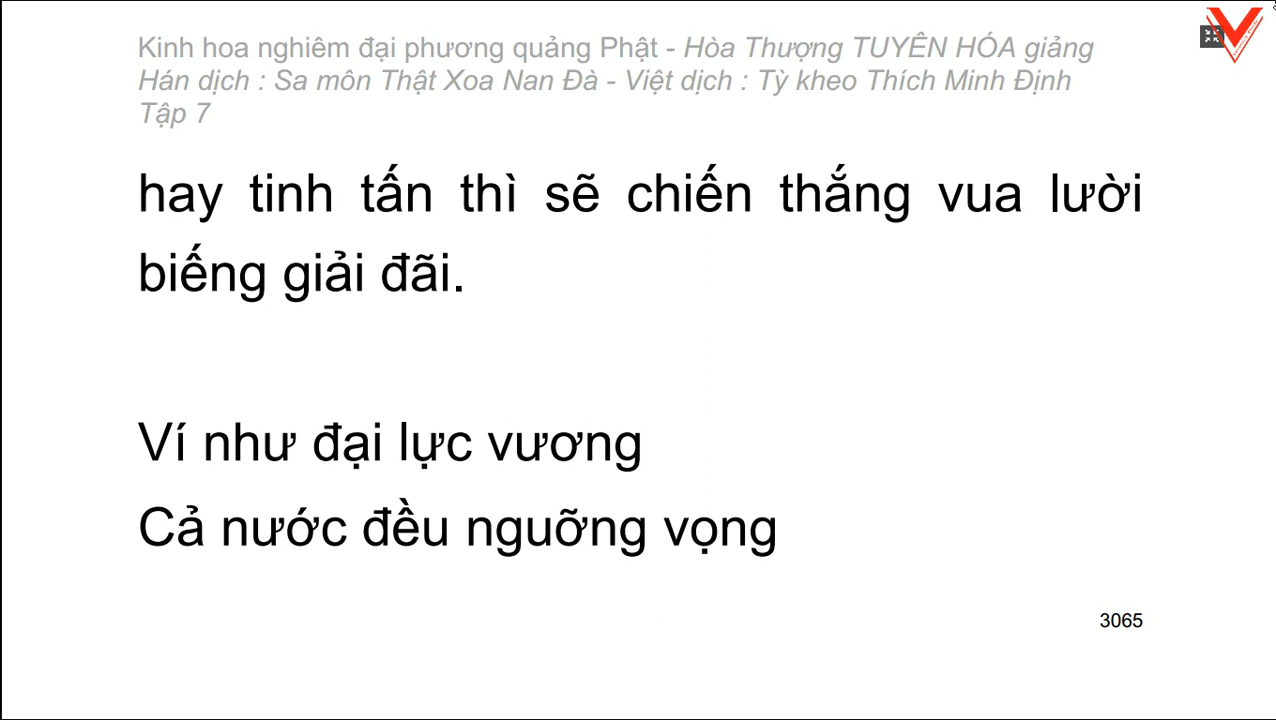 Kinh hoa nghiêm đại phương quảng Phật - Hòa Thượng TUYÊN HÓA giảng
Hán dịch : Sa môn Thật Xoa Nan Đà - Việt dịch : Tỳ kheo Thích Minh Định
Tập 7
hay tinh tấn thì sẽ chiến thắng vua lười
biếng giải đãi.
Ví như đại lực vương
Cả nước đều nguỡng vọng
3065